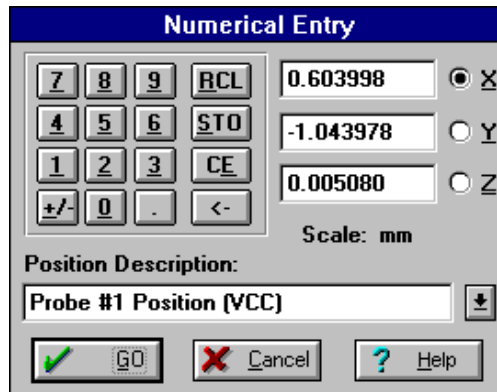 Numerical Entry
7 8 9 RCL
4 5 6 STO
1 2 3 CE
+/- 0 . <-
0.603998 X
-1.043978 Y
0.005080 Z
Scale: mm
Position Description:
Probe #1 Position (VCC)
GO Cancel ? Help